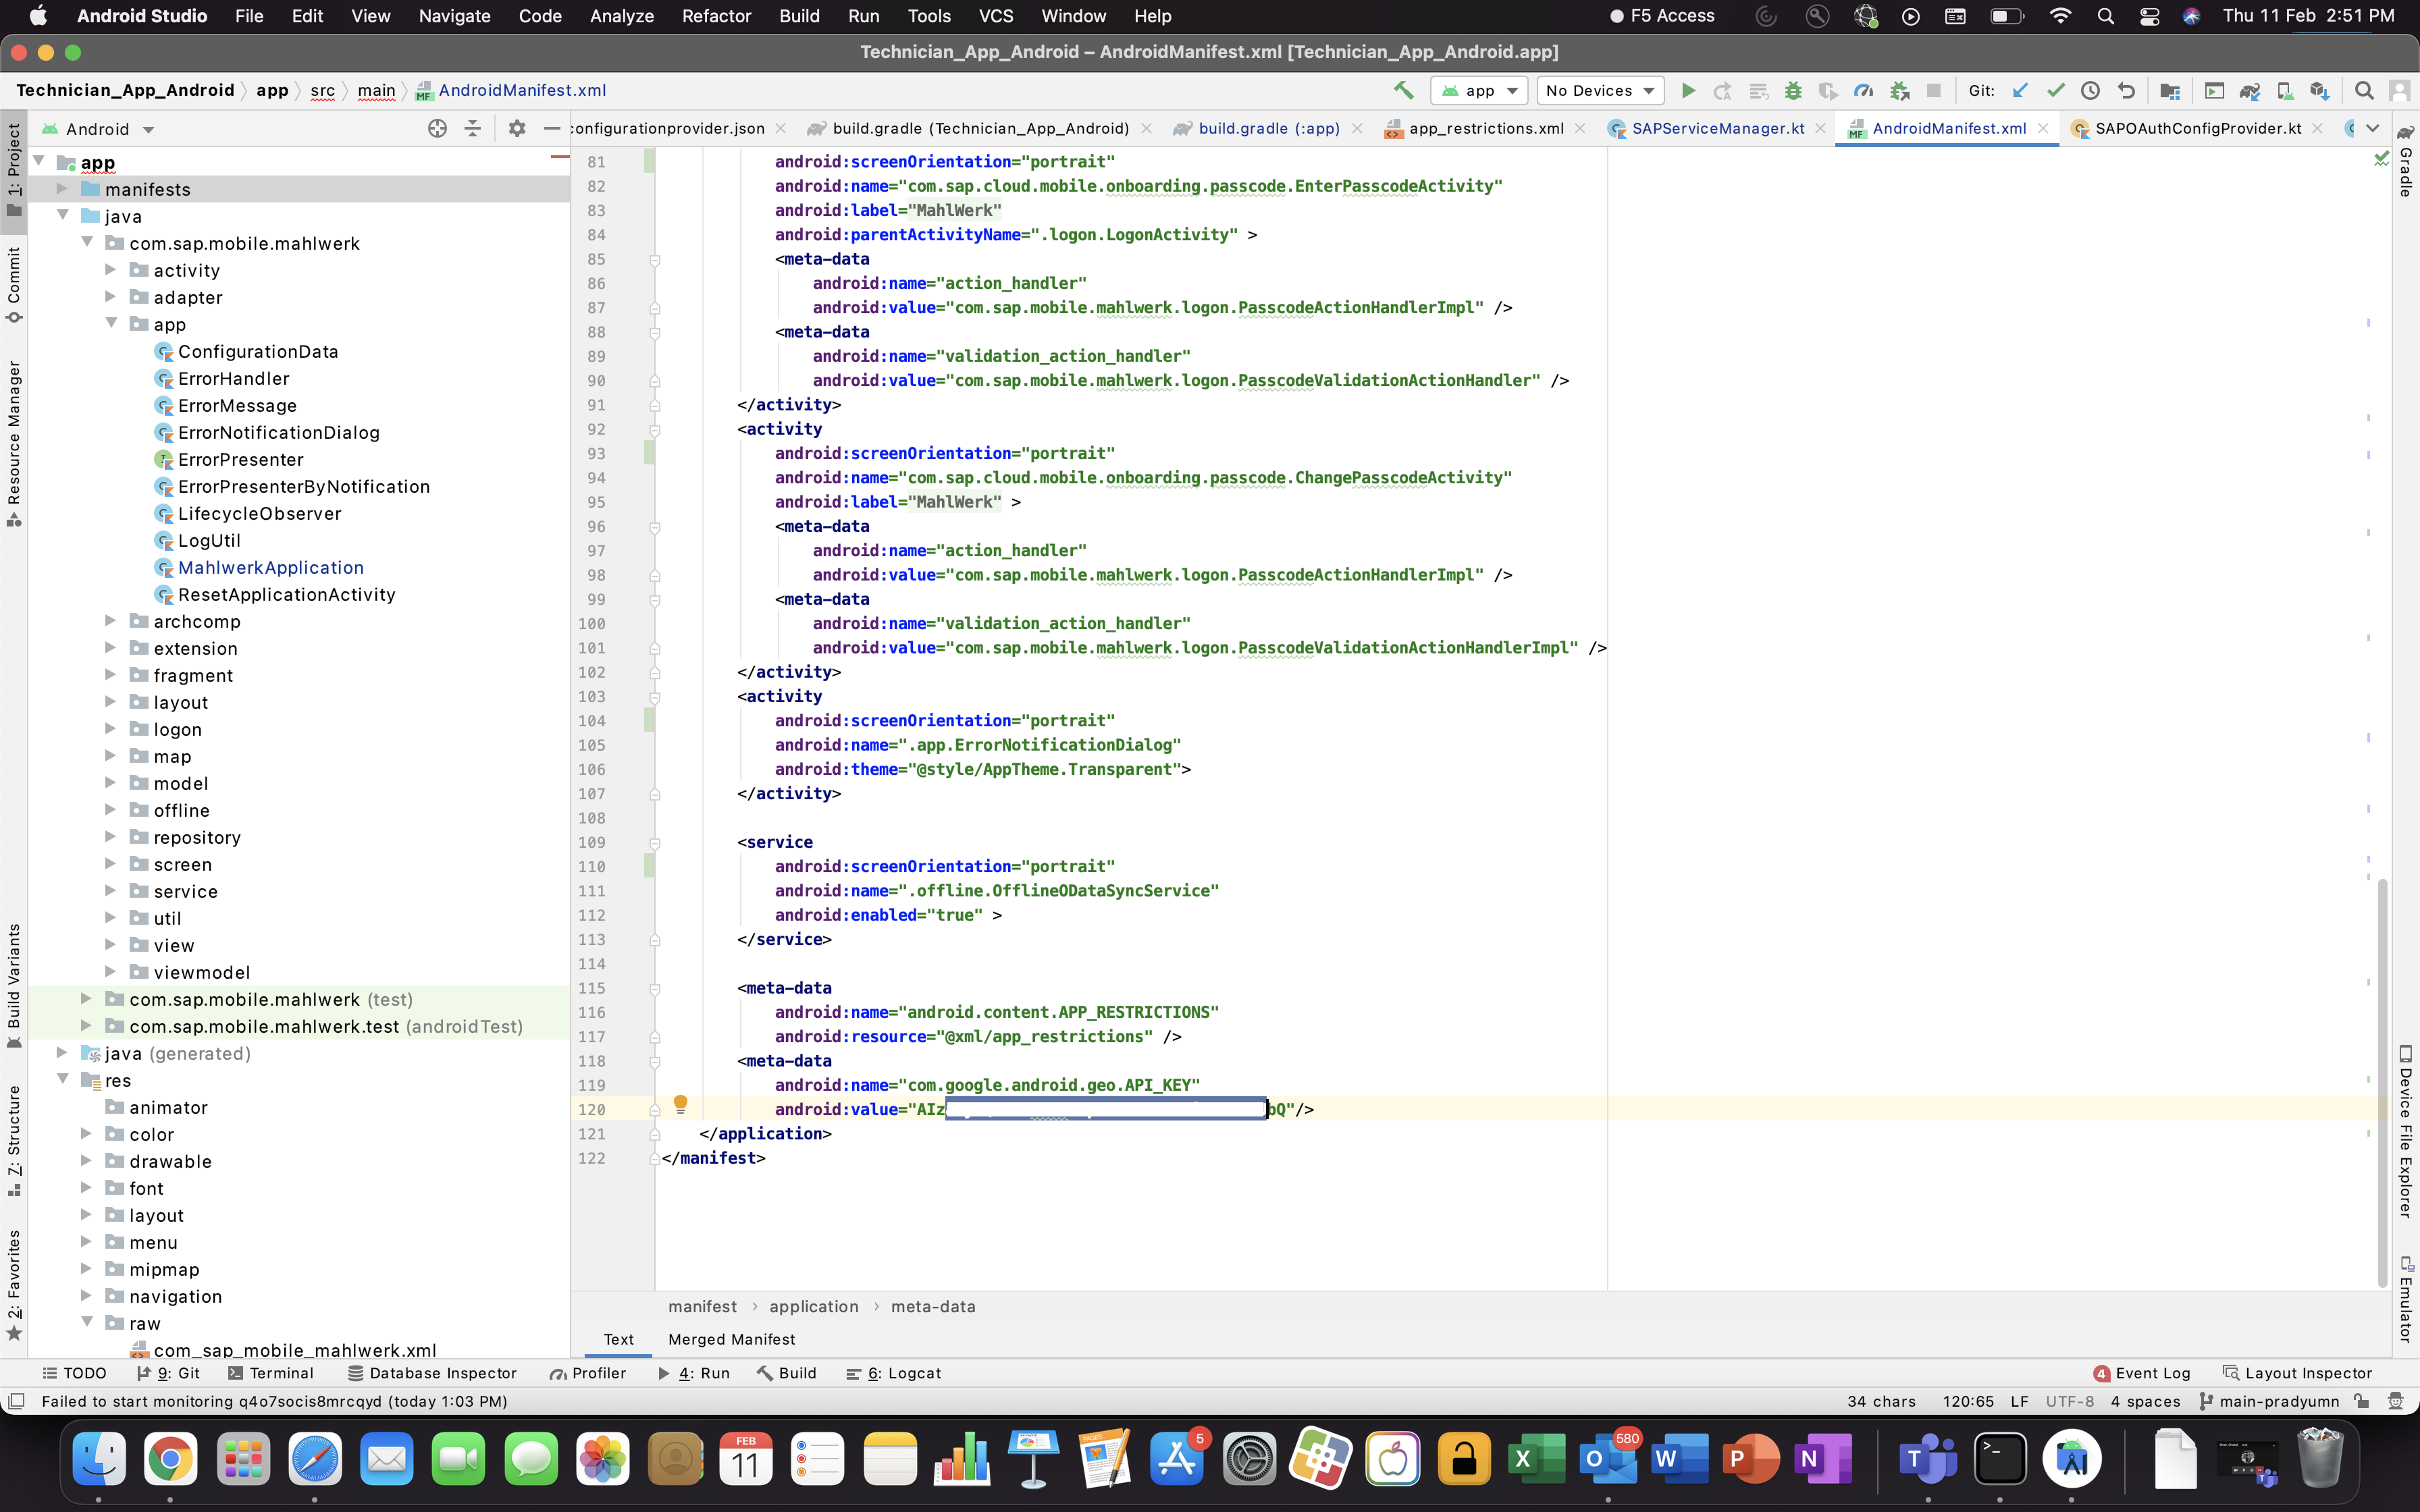 Android Studio File Edit View Navigate Code Analyze Refactor Build Run Tools VCS Window Help F5 Access Thu 11 Feb 2:51 PM
Technician_App_Android – AndroidManifest.xml [Technician_App_Android.app]
Technician_App_Android app src main AndroidManifest.xml app No Devices Git:
Android :onfigurationprovider.json build.gradle (Technician_App_Android) build.gradle (:app) app_restrictions.xml SAPServiceManager.kt AndroidManifest.xml SAPOAuthConfigProvider.kt
1: Project
Commit
Resource Manager
Build Variants
7: Structure
2: Favorites
app
manifests
java
com.sap.mobile.mahlwerk
activity
adapter
app
ConfigurationData
ErrorHandler
ErrorMessage
ErrorNotificationDialog
ErrorPresenter
ErrorPresenterByNotification
LifecycleObserver
LogUtil
MahlwerkApplication
ResetApplicationActivity
archcomp
extension
fragment
layout
logon
map
model
offline
repository
screen
service
util
view
viewmodel
com.sap.mobile.mahlwerk (test)
com.sap.mobile.mahlwerk.test (androidTest)
java (generated)
res
animator
color
drawable
font
layout
menu
mipmap
navigation
raw
com_sap_mobile_mahlwerk.xml
81 android:screenOrientation="portrait"
82 android:name="com.sap.cloud.mobile.onboarding.passcode.EnterPasscodeActivity"
83 android:label="MahlWerk"
84 android:parentActivityName=".logon.LogonActivity" >
85 <meta-data
86 android:name="action_handler"
87 android:value="com.sap.mobile.mahlwerk.logon.PasscodeActionHandlerImpl" />
88 <meta-data
89 android:name="validation_action_handler"
90 android:value="com.sap.mobile.mahlwerk.logon.PasscodeValidationActionHandler" />
91 </activity>
92 <activity
93 android:screenOrientation="portrait"
94 android:name="com.sap.cloud.mobile.onboarding.passcode.ChangePasscodeActivity"
95 android:label="MahlWerk" >
96 <meta-data
97 android:name="action_handler"
98 android:value="com.sap.mobile.mahlwerk.logon.PasscodeActionHandlerImpl" />
99 <meta-data
100 android:name="validation_action_handler"
101 android:value="com.sap.mobile.mahlwerk.logon.PasscodeValidationActionHandlerImpl" />
102 </activity>
103 <activity
104 android:screenOrientation="portrait"
105 android:name=".app.ErrorNotificationDialog"
106 android:theme="@style/AppTheme.Transparent">
107 </activity>
108
109 <service
110 android:screenOrientation="portrait"
111 android:name=".offline.OfflineODataSyncService"
112 android:enabled="true" >
113 </service>
114
115 <meta-data
116 android:name="android.content.APP_RESTRICTIONS"
117 android:resource="@xml/app_restrictions" />
118 <meta-data
119 android:name="com.google.android.geo.API_KEY"
120 android:value="AIz bQ"/>
121 </application>
122 </manifest>
Gradle
Device File Explorer
Emulator
manifest › application › meta-data
Text Merged Manifest
TODO 9: Git Terminal Database Inspector Profiler 4: Run Build 6: Logcat 4 Event Log Layout Inspector
Failed to start monitoring q4o7socis8mrcqyd (today 1:03 PM) 34 chars 120:65 LF UTF-8 4 spaces main-pradyumn
FEB
11
5
580
X O W P N T